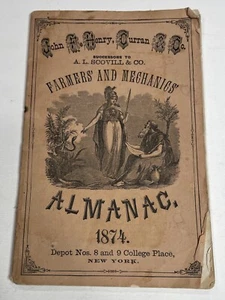 John F. Henry, Curran & Co.
SUCCESSORS TO
A. L. SCOVILL & CO.
FARMERS' AND MECHANICS'
ALMANAC.
1874.
Depot Nos. 8 and 9 College Place,
NEW YORK.